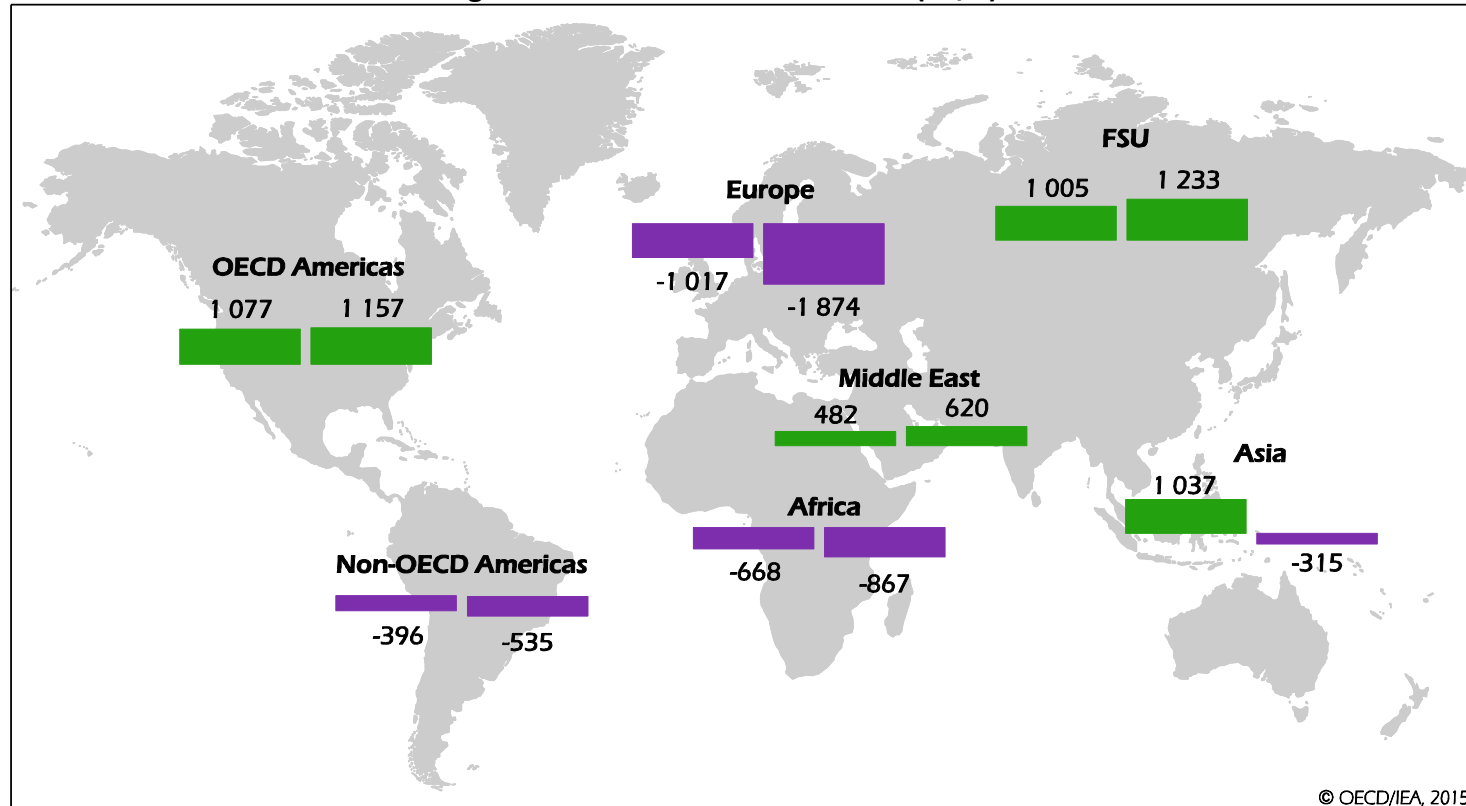 FSU
1 005
1 233
Europe
-1 017
-1 874
OECD Americas
1 077
1 157
Middle East
482
620
Asia
1 037
-315
Africa
-668
-867
Non-OECD Americas
-396
-535
© OECD/IEA, 2015